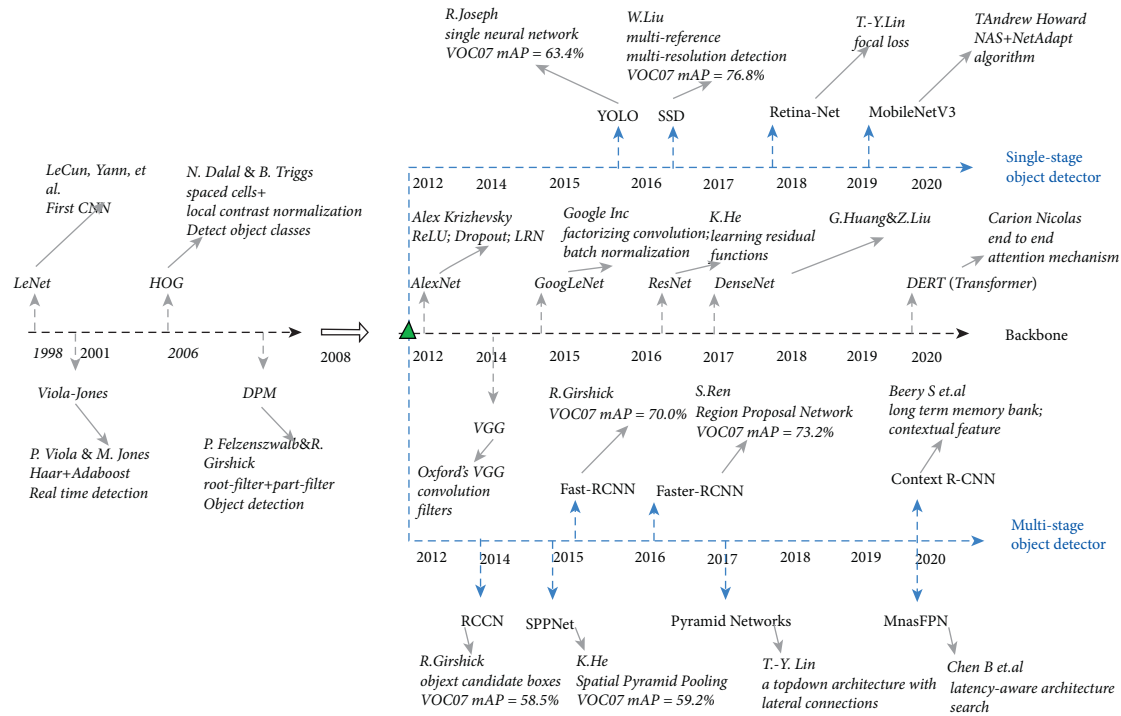 R.Joseph
single neural network
VOC07 mAP = 63.4%
W.Liu
multi-reference
multi-resolution detection
VOC07 mAP = 76.8%
T.-Y.Lin
focal loss
TAndrew Howard
NAS+NetAdapt
algorithm
YOLO
SSD
Retina-Net
MobileNetV3
2012
2014
2015
2016
2017
2018
2019
2020
Single-stage
object detector
LeCun, Yann, et
al.
First CNN
N. Dalal & B. Triggs
spaced cells+
local contrast normalization
Detect object classes
Alex Krizhevsky
ReLU; Dropout; LRN
Google Inc
factorizing convolution;
batch normalization
K.He
learning residual
functions
G.Huang&Z.Liu
Carion Nicolas
end to end
attention mechanism
LeNet
HOG
AlexNet
GoogLeNet
ResNet
DenseNet
DERT (Transformer)
1998
2001
2006
2008
2012
2014
2015
2016
2017
2018
2019
2020
Backbone
Viola-Jones
P. Viola & M. Jones
Haar+Adaboost
Real time detection
DPM
P. Felzenszwalb&R.
Girshick
root-filter+part-filter
Object detection
VGG
Oxford's VGG
convolution
filters
R.Girshick
VOC07 mAP = 70.0%
S.Ren
Region Proposal Network
VOC07 mAP = 73.2%
Beery S et.al
long term memory bank;
contextual feature
Fast-RCNN
Faster-RCNN
Context R-CNN
2012
2014
2015
2016
2017
2018
2019
2020
Multi-stage
object detector
RCCN
SPPNet
Pyramid Networks
MnasFPN
R.Girshick
objext candidate boxes
VOC07 mAP = 58.5%
K.He
Spatial Pyramid Pooling
VOC07 mAP = 59.2%
T.-Y. Lin
a topdown architecture with
lateral connections
Chen B et.al
latency-aware architecture
search